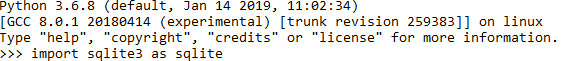 Python 3.6.8 (default, Jan 14 2019, 11:02:34)
[GCC 8.0.1 20180414 (experimental) [trunk revision 259383]] on linux
Type "help", "copyright", "credits" or "license" for more information.
>>> import sqlite3 as sqlite